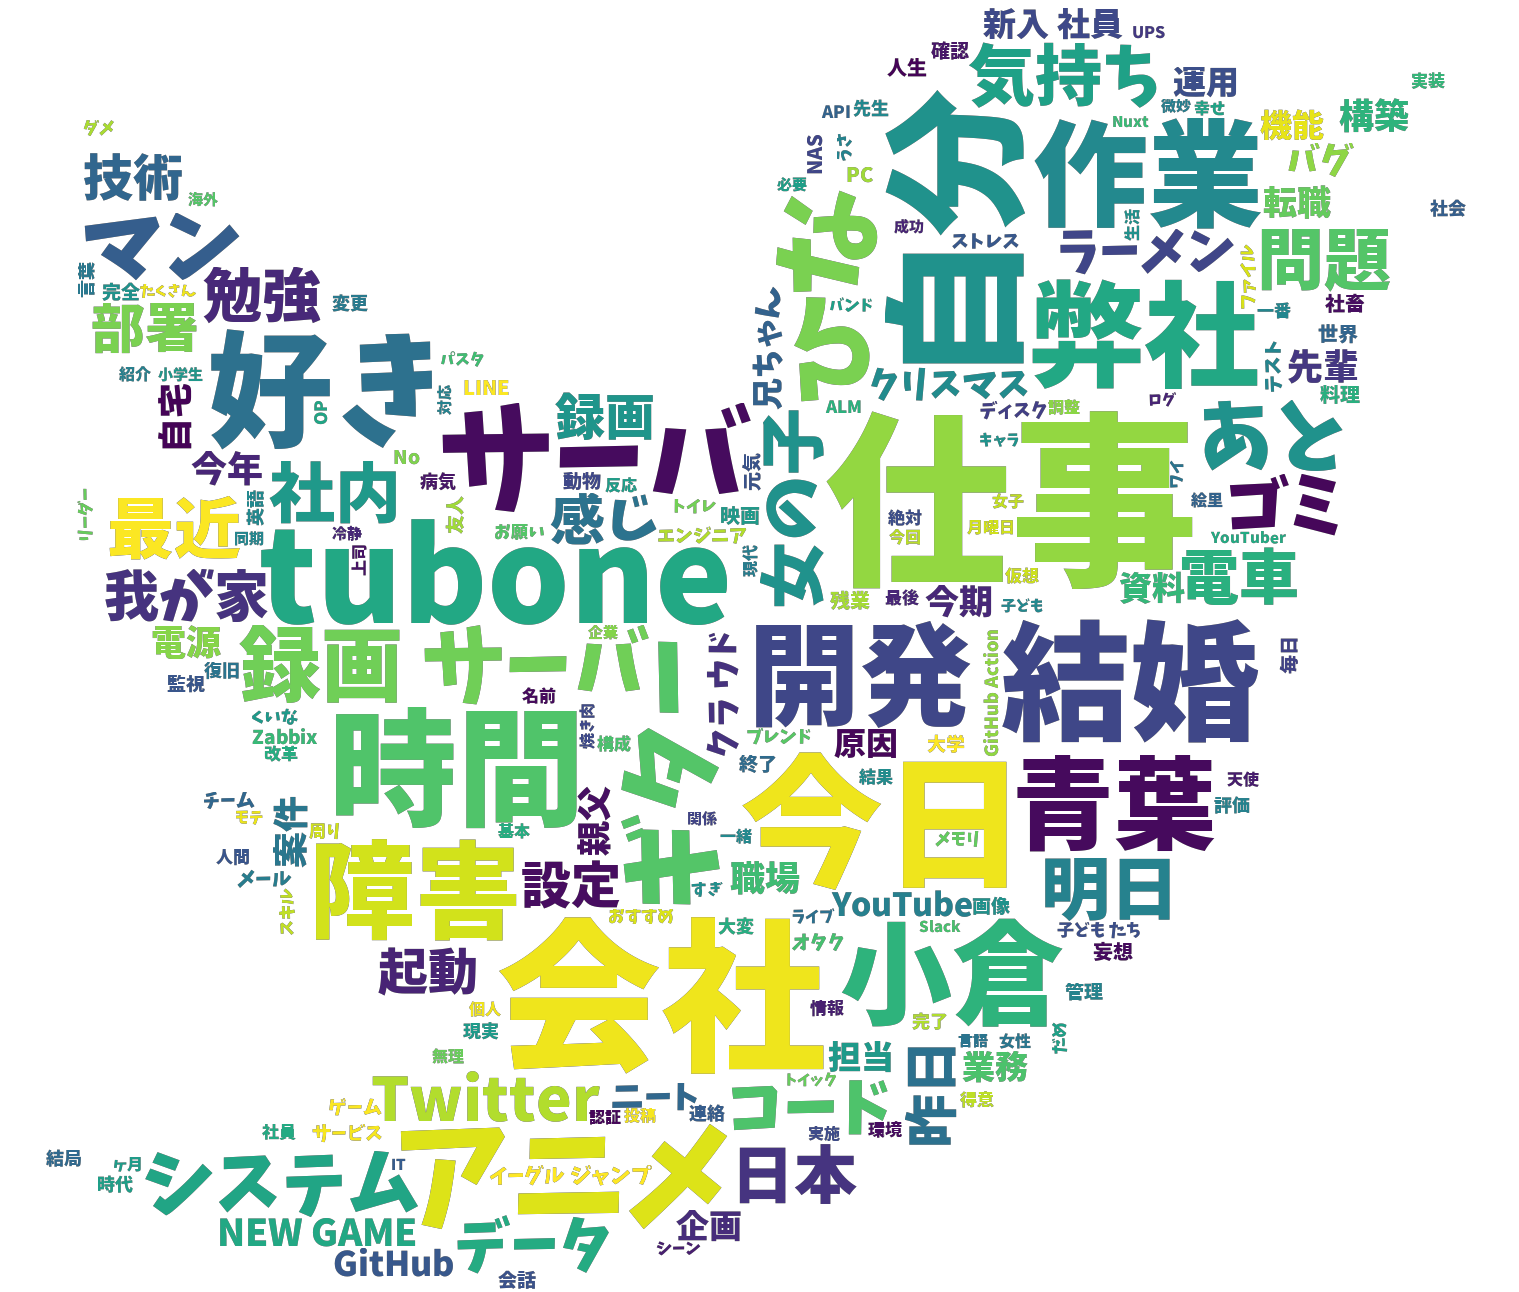 新入 社員
UPS
確認
人生
気持ち
運用
実装
API
先生
微妙
幸せ
Nuxt
機能
構築
ダメ
技術
海外
NAS
うさ
PC
必要
分
作業
バグ
転職
社会
マン
ひな
成功
ストレス
生活
ラーメン
問題
ファイル
言葉
完全
たくさん
勉強
変更
部署
兄ちゃん
バンド
自
弊社
一番
社畜
世界
紹介
小学生
好き
パスタ
対応
LINE
OP
自宅
クリスマス
テスト
先輩
料理
ALM
ディスク
調整
ログ
録画
サーバ
女の子
仕事
キャラ
あと
今年
No
病気
動物
反応
元気
女子
ワイ
絵里
ゴミ
社内
英語
リーダー
最近
同期
冷静
上司
友人
お願い
感じ
トイレ
映画
エンジニア
現代
絶対
今回
月曜日
YouTuber
電車
資料
我が家
tubone
仮想
残業
最後
今期
子ども
電源
録画 サーバー
企業
クラウド
開発
結婚
GitHub Action
毎日
復旧
監視
名前
くいな
Zabbix
改革
時間
焼き肉
構成
ギター
ブレンド
原因
大学
終了
結果
今日
青葉
天使
評価
チーム
モテ
案件
周り
基本
親父
関係
一緒
メモリ
人間
メール
スキル
障害
設定
すぎ
職場
明日
YouTube
画像
おすすめ
大変
ライブ
オタク
Slack
子ども たち
妄想
起動
会社
小倉
個人
現実
情報
完了
管理
ため
無理
担当
昨日
言語
女性
業務
得意
Twitter
ニート
トイック
コード
ゲーム
認証
投稿
連絡
実施
環境
社員
サービス
結局
ヶ月
時代
システム
IT
アニメ
イーグル ジャンプ
日本
NEW GAME
データ
企画
シーン
GitHub
会話